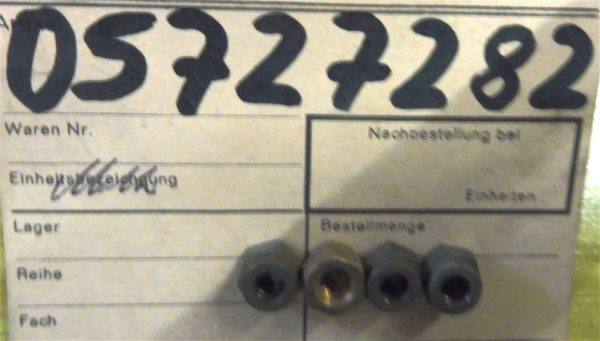 05727282
Waren Nr.
Nachbestellung bei
Einheitsbezeichnung
Einheiten
Lager
Bestellmenge
Reihe
Fach